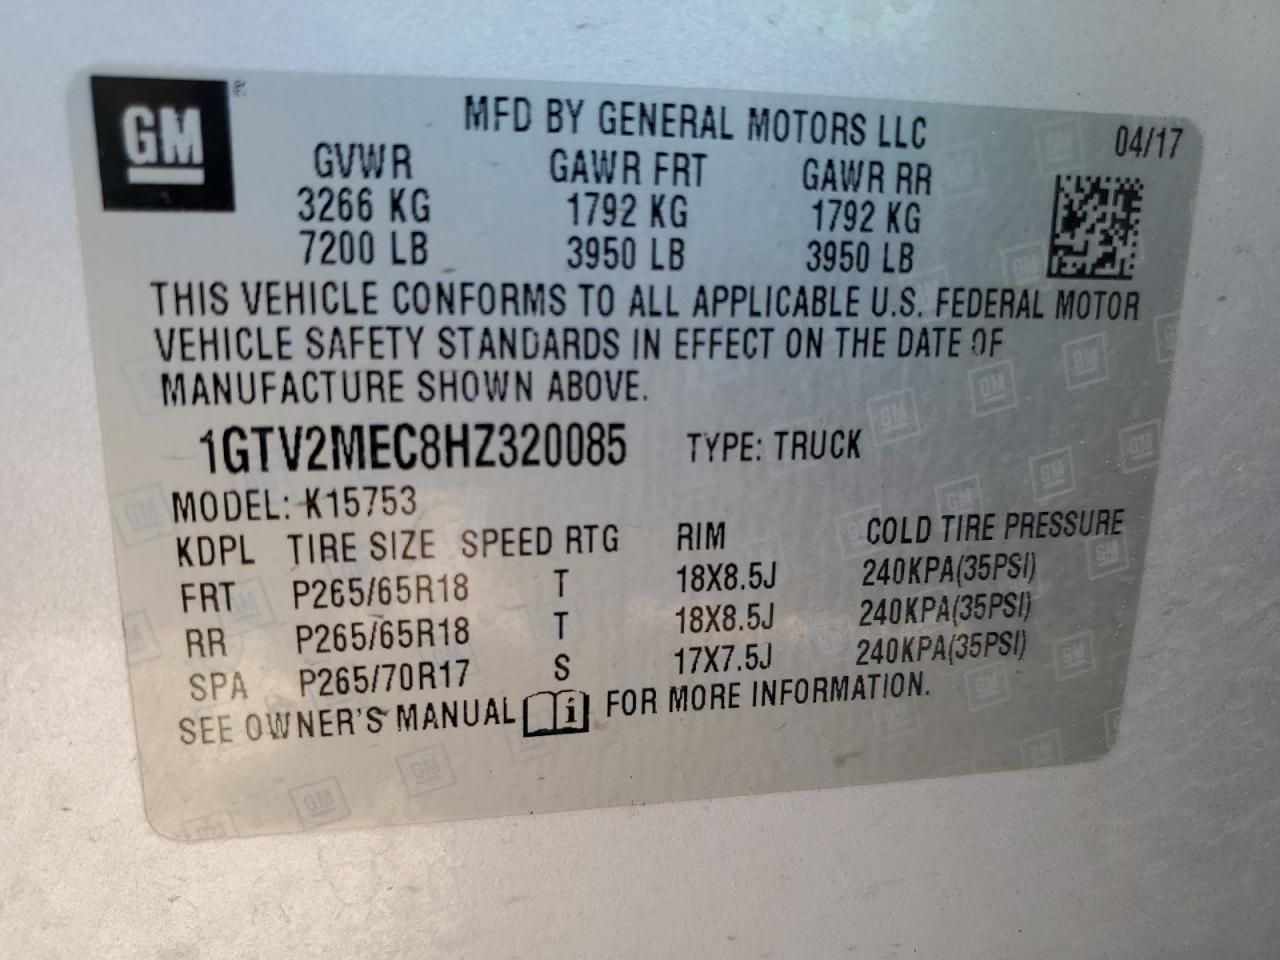 GM
MFD BY GENERAL MOTORS LLC 04/17
GVWR GAWR FRT GAWR RR
3266 KG 1792 KG 1792 KG
7200 LB 3950 LB 3950 LB
THIS VEHICLE CONFORMS TO ALL APPLICABLE U.S. FEDERAL MOTOR
VEHICLE SAFETY STANDARDS IN EFFECT ON THE DATE OF
MANUFACTURE SHOWN ABOVE.
1GTV2MEC8HZ320085 TYPE: TRUCK
MODEL: K15753
KDPL TIRE SIZE SPEED RTG RIM COLD TIRE PRESSURE
FRT P265/65R18 T 18X8.5J 240KPA(35PSI)
RR P265/65R18 T 18X8.5J 240KPA(35PSI)
SPA P265/70R17 S 17X7.5J 240KPA(35PSI)
SEE OWNER'S MANUAL i FOR MORE INFORMATION.